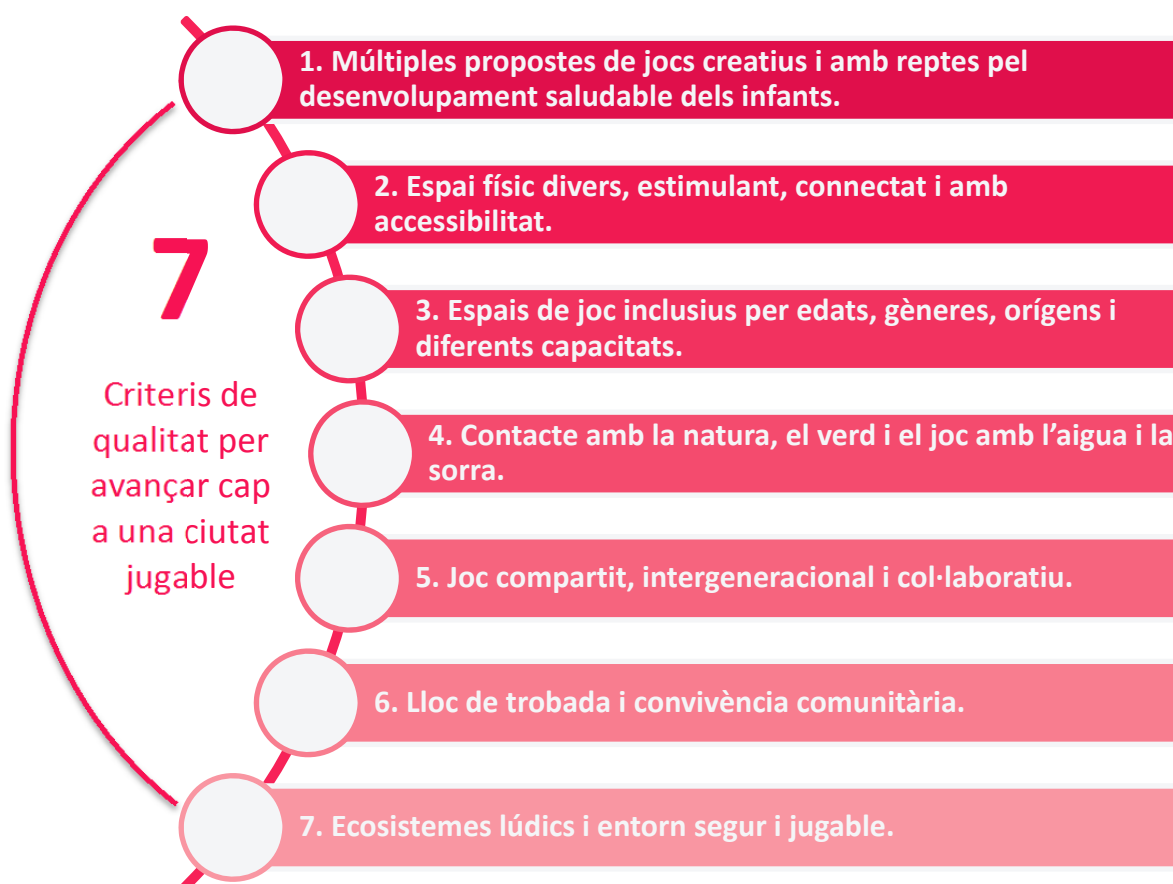 7
Criteris de
qualitat per
avançar cap
a una ciutat
jugable
1. Múltiples propostes de jocs creatius i amb reptes pel
desenvolupament saludable dels infants.
2. Espai físic divers, estimulant, connectat i amb
accessibilitat.
3. Espais de joc inclusius per edats, gèneres, orígens i
diferents capacitats.
4. Contacte amb la natura, el verd i el joc amb l’aigua i la
sorra.
5. Joc compartit, intergeneracional i col·laboratiu.
6. Lloc de trobada i convivència comunitària.
7. Ecosistemes lúdics i entorn segur i jugable.